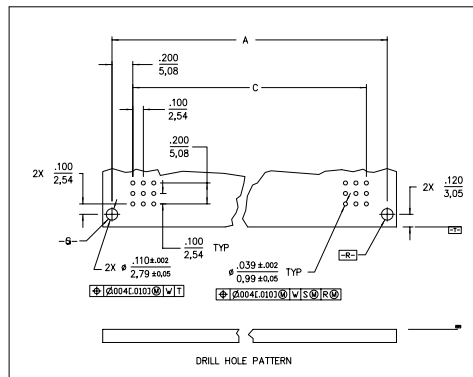 A
.200
5,08
C
.100
2,54
.200
5,08
2X .100
2,54
2X .120
3,05
-S-
.100 TYP
2,54
-R-
-T-
2X ø .110±.002
2,79 ±0,05
ø .039 ±.002 TYP
0,99 ±0,05
⌖ Ø.004[.010]Ⓜ W T
⌖ Ø.004[.010]Ⓜ W SⓂ RⓂ
DRILL HOLE PATTERN